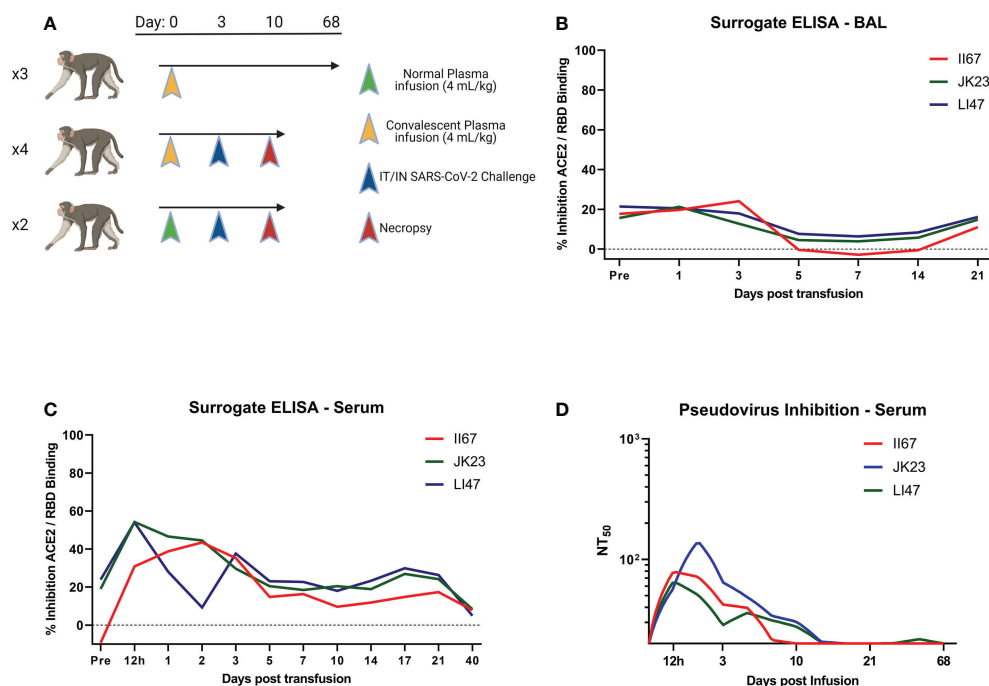 A
Day: 0 3 10 68
x3
x4
x2
Normal Plasma
infusion (4 mL/kg)
Convalescent Plasma
infusion (4 mL/kg)
IT/IN SARS-CoV-2 Challenge
Necropsy
B
Surrogate ELISA - BAL
% Inhibition ACE2 / RBD Binding
100
80
60
40
20
0
Pre 1 3 5 7 14 21
Days post transfusion
II67
JK23
LI47
C
Surrogate ELISA - Serum
% Inhibition ACE2 / RBD Binding
100
80
60
40
20
0
Pre 12h 1 2 3 5 7 10 14 17 21 40
Days post transfusion
II67
JK23
LI47
D
Pseudovirus Inhibition - Serum
NT50
10³
10²
12h 3 10 21 68
Days post Infusion
II67
JK23
LI47